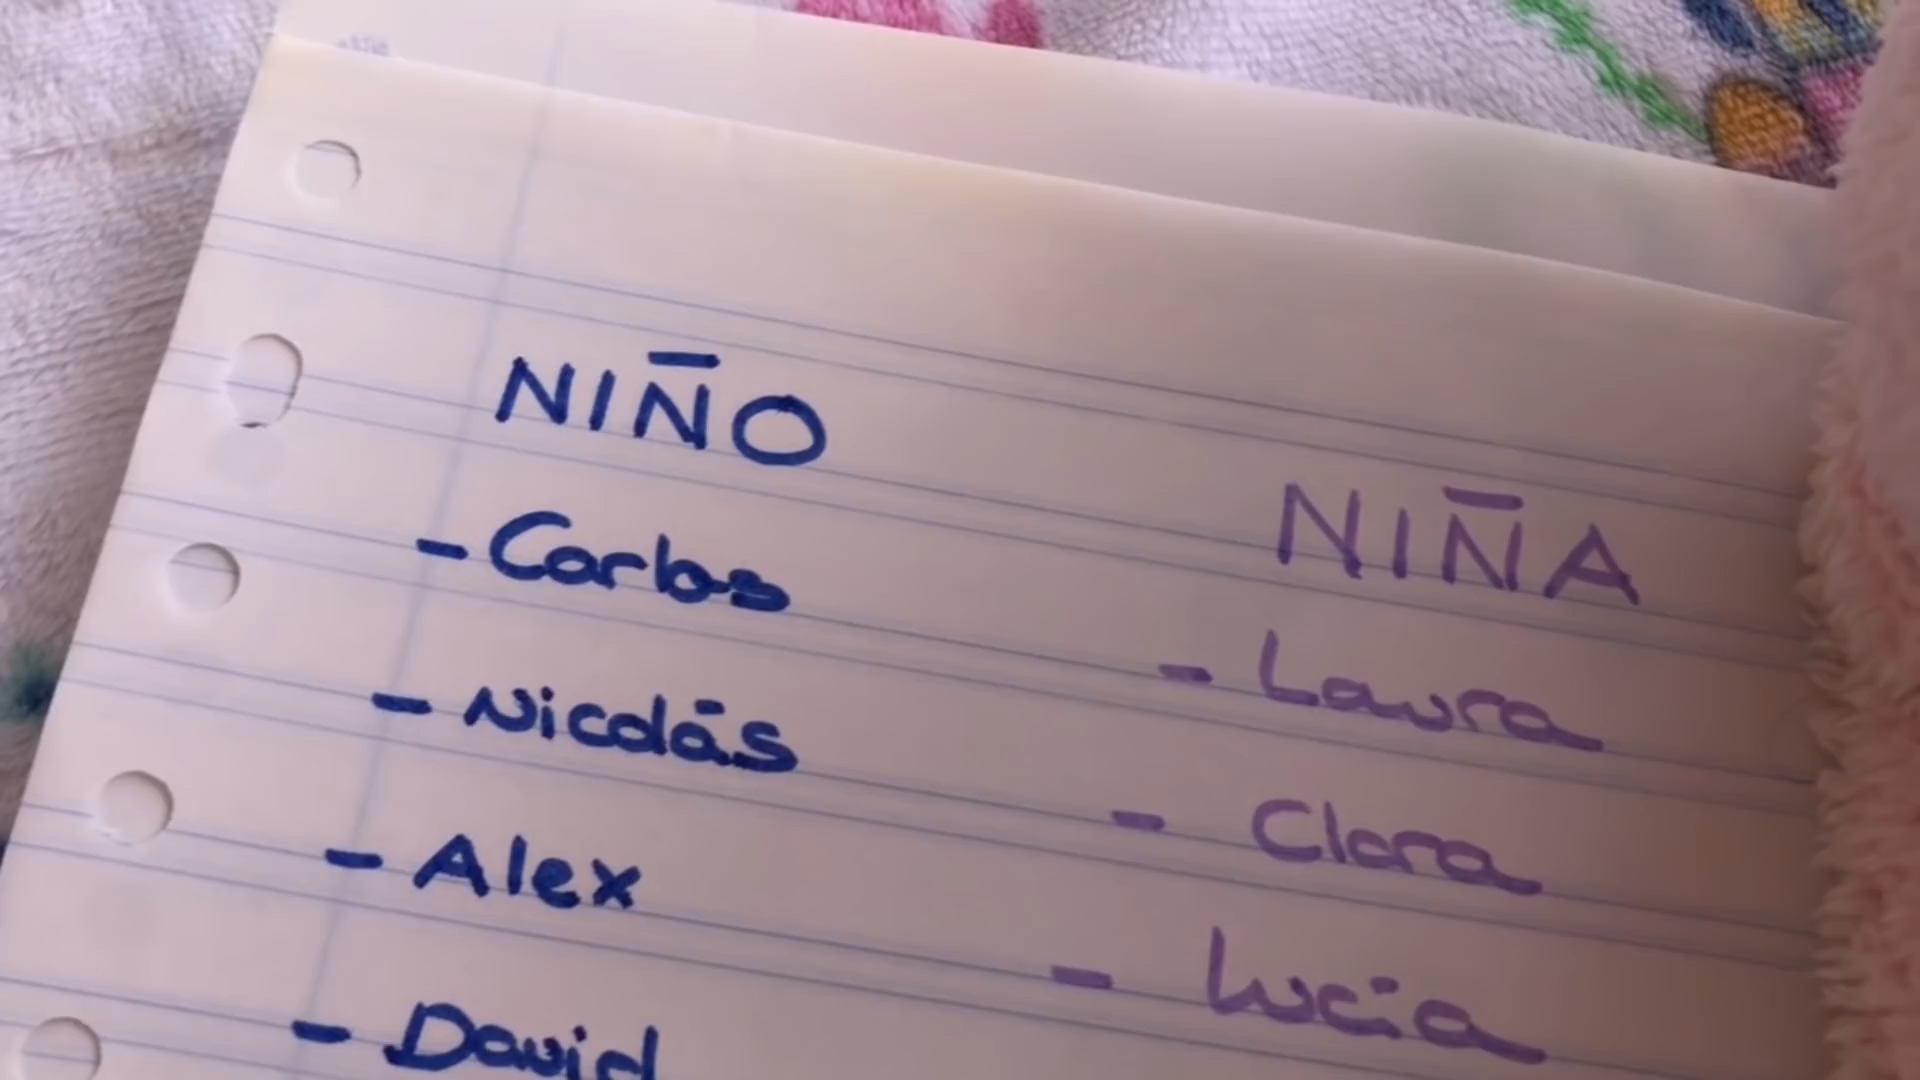 NIÑO
- Carlos
- Nicolás
- Alex
- David
NIÑA
- Laura
- Clara
- Lucia